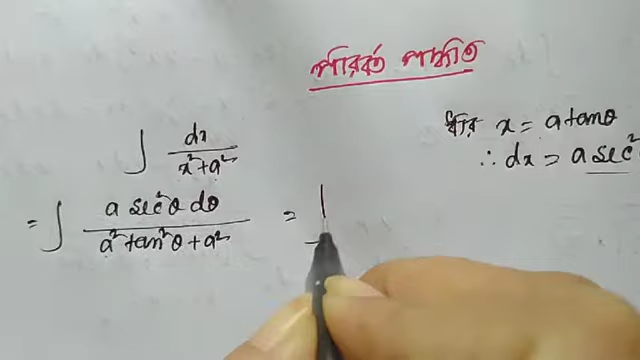 পরিবর্ত পদ্ধতি
∫ dx / x² + a²
ধরি x = a tanθ
∴ dx = a sec²
= ∫ a sec²θ dθ / a² tan²θ + a² = 1